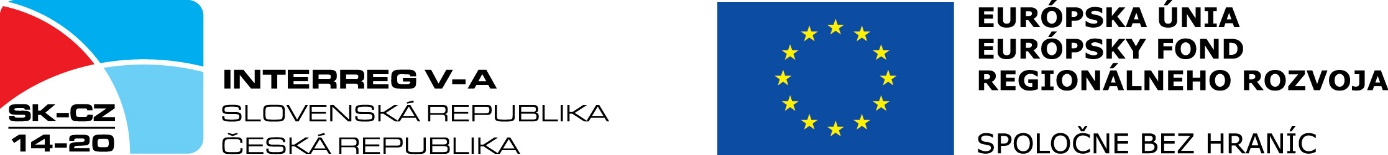 SK-CZ
14-20
INTERREG V-A
SLOVENSKÁ REPUBLIKA
ČESKÁ REPUBLIKA
EURÓPSKA ÚNIA
EURÓPSKY FOND
REGIONÁLNEHO ROZVOJA
SPOLOČNE BEZ HRANÍC